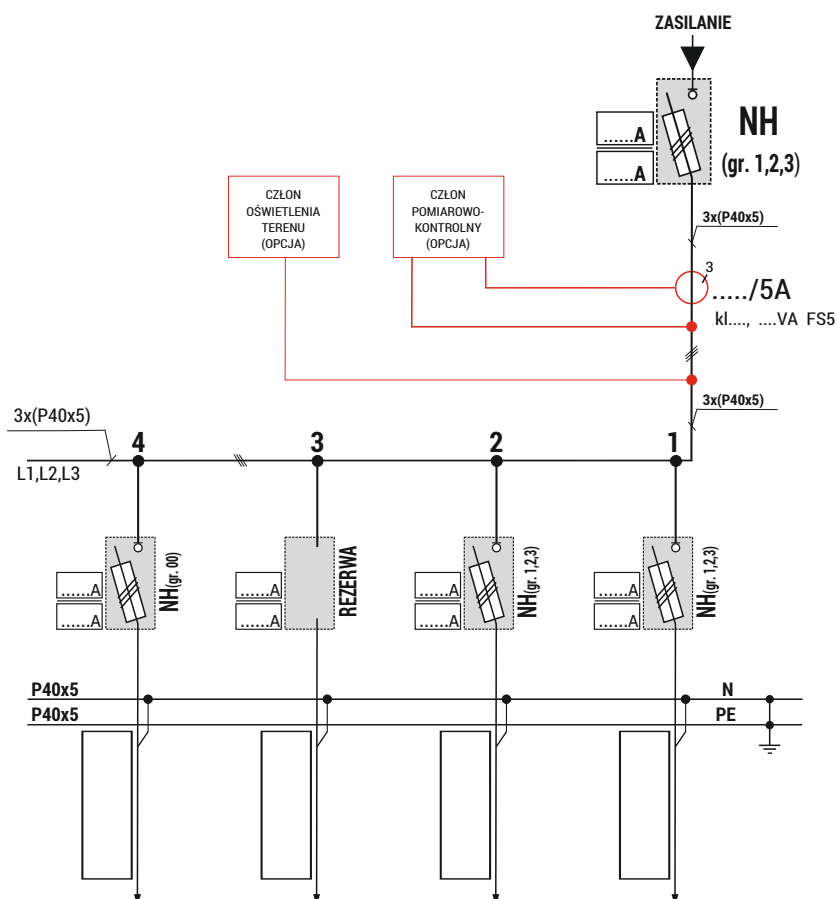 ZASILANIE
......A
......A
NH
(gr. 1,2,3)
CZŁON
OŚWIETLENIA
TERENU
(OPCJA)
CZŁON
POMIAROWO-
KONTROLNY
(OPCJA)
3x(P40x5)
3
...../5A
kl...., ....VA FS5
3x(P40x5)
3x(P40x5)
L1,L2,L3
4
3
2
1
......A
......A
NH(gr. 00)
......A
......A
REZERWA
......A
......A
NH(gr. 1,2,3)
......A
......A
NH(gr. 1,2,3)
P40x5
N
P40x5
PE